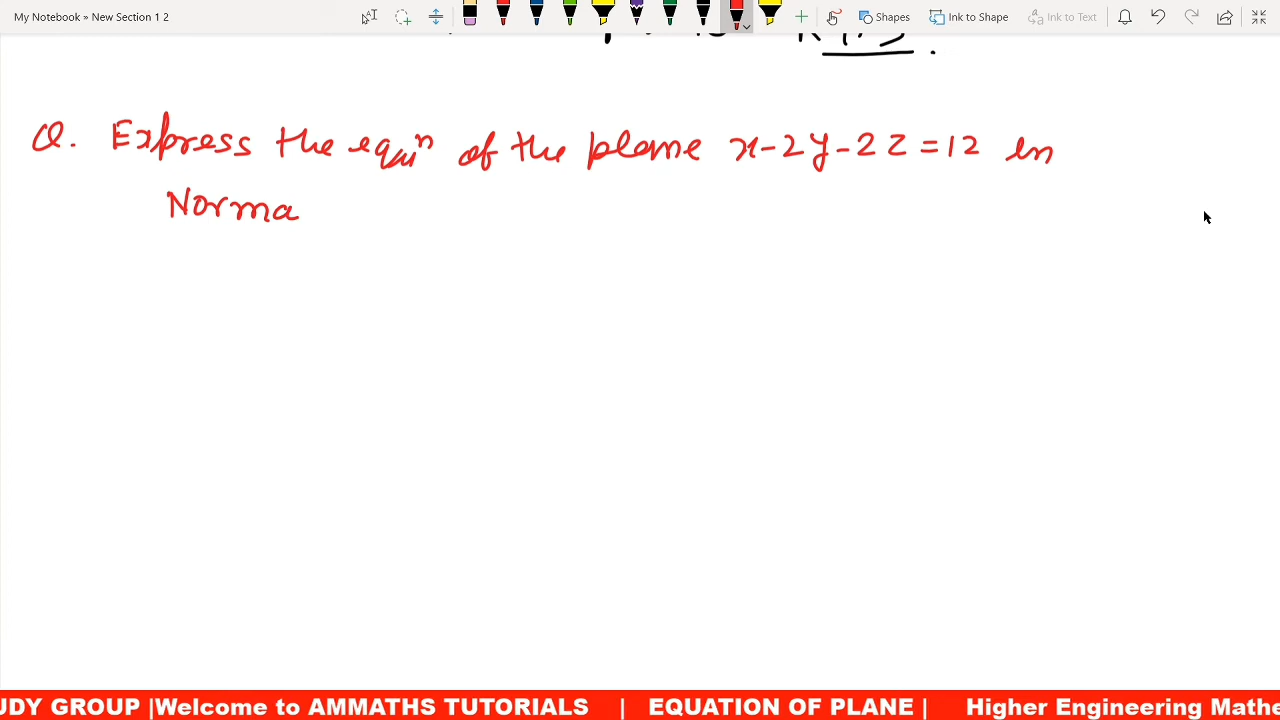 My Notebook » New Section 1 2
Shapes
Ink to Shape
Ink to Text
Q. Express the equⁿ of the plane x-2y-2z=12 in
Norma
UDY GROUP |Welcome to AMMATHS TUTORIALS | EQUATION OF PLANE | Higher Engineering Mathe